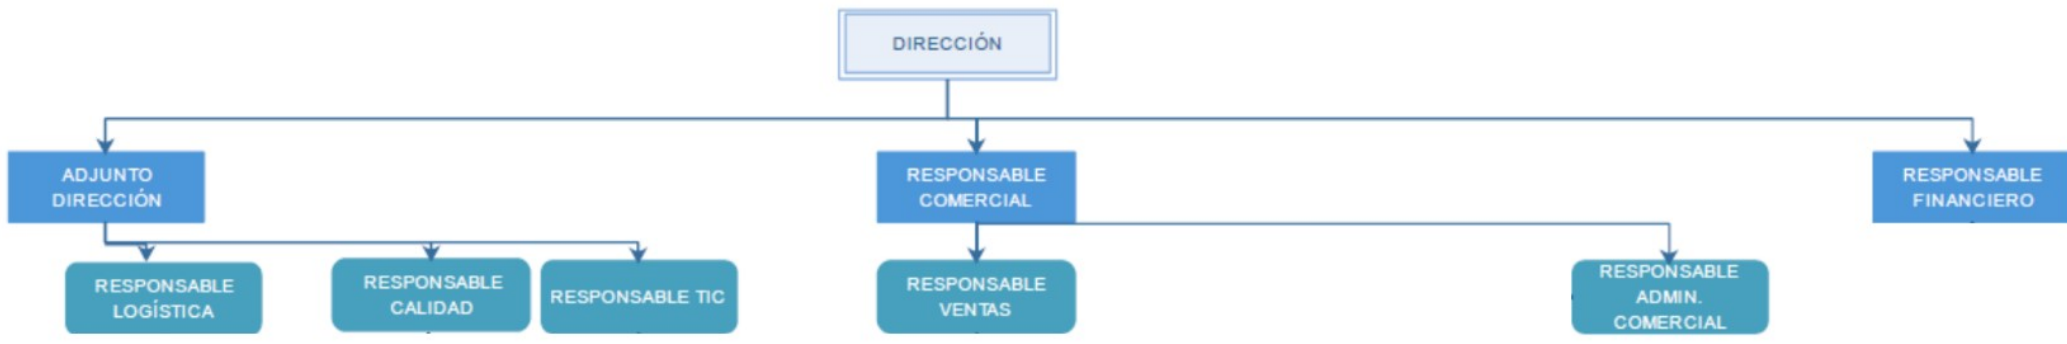 DIRECCIÓN
ADJUNTO
DIRECCIÓN
RESPONSABLE
COMERCIAL
RESPONSABLE
FINANCIERO
RESPONSABLE
LOGÍSTICA
RESPONSABLE
CALIDAD
RESPONSABLE TIC
RESPONSABLE
VENTAS
RESPONSABLE
ADMIN.
COMERCIAL